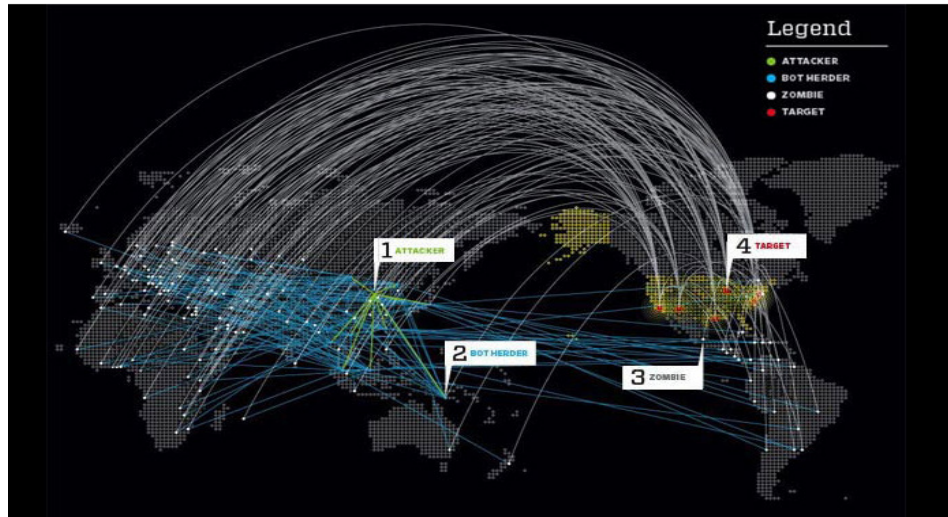 Legend
ATTACKER
BOT HERDER
ZOMBIE
TARGET
1 ATTACKER
4 TARGET
2 BOT HERDER
3 ZOMBIE